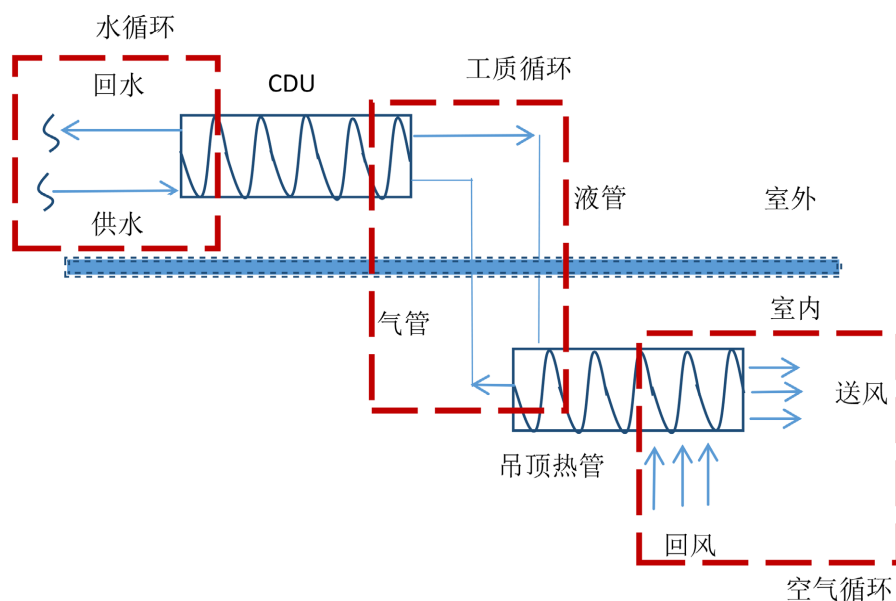 水循环
回水
CDU
工质循环
供水
液管
室外
室内
气管
送风
吊顶热管
回风
空气循环